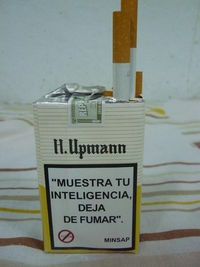 H.Upmann
"MUESTRA TU
INTELIGENCIA,
DEJA
DE FUMAR".
MINSAP